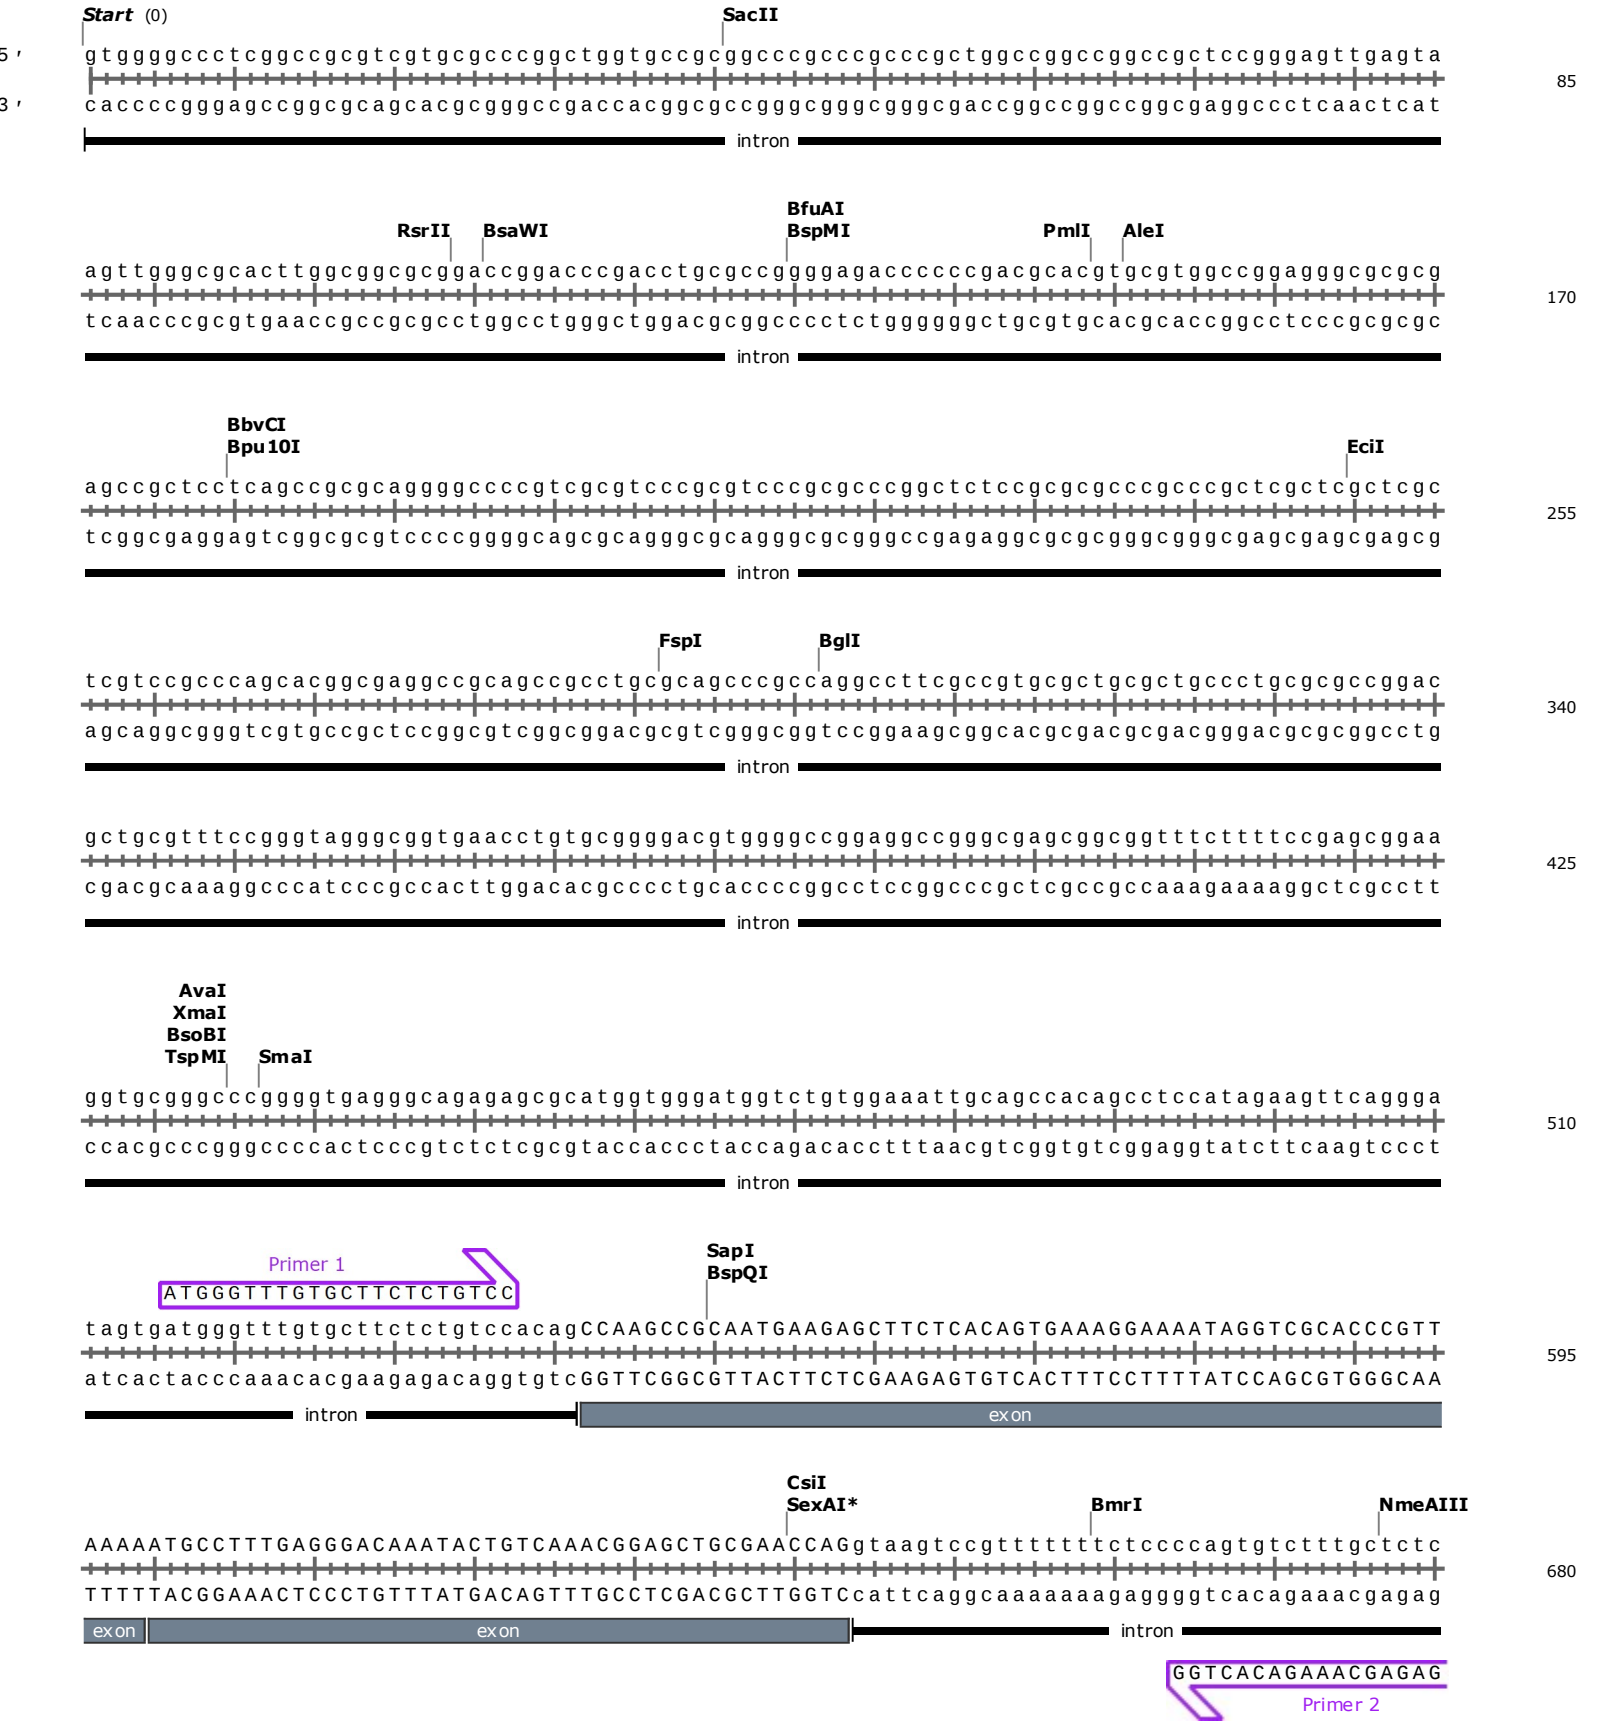 Start (0) SacII
5 ' gtggggccctcggccgcgtcgtgcgcccggctggtgccgcggcccgcccgcccgctggccggccggccgctccgggagttgagta
85
3 ' caccccgggagccggcgcagcacgcgggccgaccacggcgccgggcgggcgggcgaccggccggccggcgaggccctcaactcat
intron
BfuAI
RsrII BsaWI BspMI PmlI AleI
agttgggcgcacttggcggcgcggaccggacccgacctgcgccggggagacccccccgacgcacgtgcgtggccggagggcgcgcg
170
tcaacccgcgtgaaccgccgcgcctggcctgggctggacgcggcccctctggggggctgcgtgcacgcaccggcctcccgcgcgc
intron
BbvCI
Bpu10I EciI
agccgctcctcagccgcgcaggggccccgtcgcgtcccgcgtcccgcgcccggctctccgcgcgcccgcccgctcgctcgctcgc
255
tcggcgaggagtcggcgcgtccccggggcagcgcagggcgcagggcgcgggccgagaggcgcgcgggcgggcgagcgagcgagcg
intron
FspI BglI
tcgtccgcccagcacggcgaggccgcagccgcctgcgcagcccgccaggccttcgccgtgcgctgcgctgccctgcgcgccggac
340
agcaggcgggtcgtgccgctccggcgtcggcggacgcgtcgggcggtccggaagcggcacgcgacgcgacgggacgcgcggcctg
intron
gctgcgtttccgggtagggcggtgaacctgtgcggggacgtggggccggaggccgggcgagcggcggtttcttttccgagcggaa
425
cgacgcaaaggcccatcccgccacttggacacgcccctgcaccccggcctccggcccgctcgccgccaaagaaaaggctcgcctt
intron
AvaI
XmaI
BsoBI
TspMI SmaI
ggtgcgggcccggggtgagggcagagagcgcatggtgggatggtctgtggaaattgcagccacagcctccatagaagttcaggga
510
ccacgcccgggccccactcccgtctctcgcgtaccaccctaccagacacctttaacgtcggtgtcggaggtatcttcaagtccct
intron
Primer 1 SapI
BspQI
ATGGGTTTGTGCTTCTCTGTCC
tagtgatgggtttgtgcttctctgtccacagCCAAGCCGCAATGAAGAGCTTCTCACAGTGAAAGGAAAATAGGTCGCACCCGTT
595
atcactacccaaacacgaagagacaggtgtcGGTTCGGCGTTACTTCTCGAAGAGTGTCACTTTCCTTTTATCCAGCGTGGGCAA
intron exon
CsiI
SexAI* BmrI NmeAIII
AAAAATGCCTTTGAGGGACAAATACTGTCAAACGGAGCTGCGAACCAGgtaagtccgtttttttctccccagtgtctttgctctc
680
TTTTTACGGAAACTCCCTGTTTATGACAGTTTGCCTCGACGCTTGGTCcattcaggcaaaaaaagaggggtcacagaaacgagag
exon exon intron
GGTCACAGAAACGAGAG
Primer 2